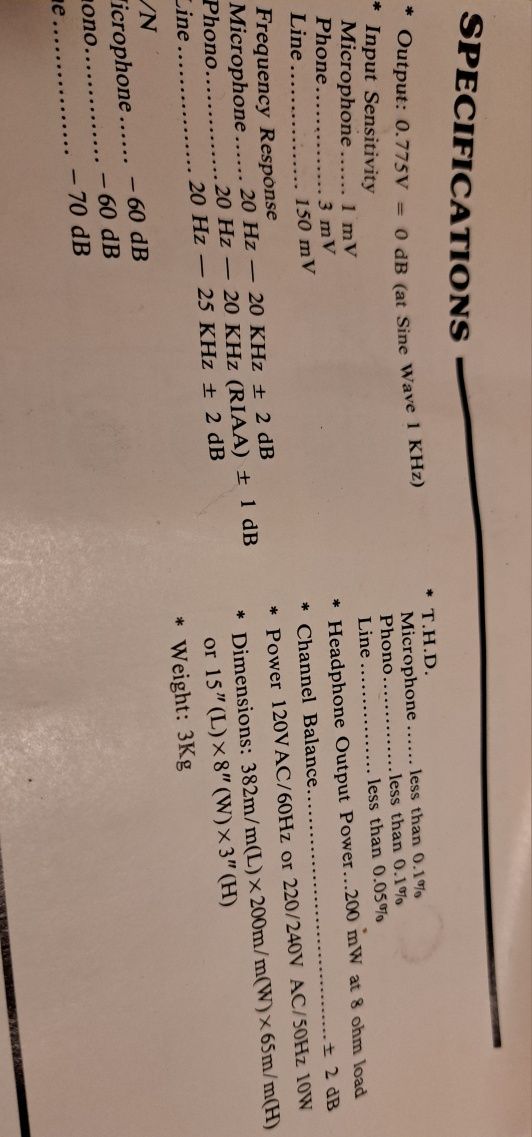 SPECIFICATIONS
* Output: 0.775V = 0 dB (at Sine Wave 1 KHz)
* Input Sensitivity
Microphone ...... 1 mV
Phone............. 3 mV
Line ............... 150 mV
Frequency Response
Microphone...... 20 Hz — 20 KHz ± 2 dB
Phono.............. 20 Hz — 20 KHz (RIAA) ± 1 dB
Line................. 20 Hz — 25 KHz ± 2 dB
/N
icrophone ...... – 60 dB
ono.............. – 60 dB
e................ – 70 dB
* T.H.D.
Microphone ....... less than 0.1%
Phono.............. less than 0.1%
Line ................ less than 0.05%
* Headphone Output Power...200 mW at 8 ohm load
* Channel Balance.................................. ± 2 dB
* Power 120VAC/60Hz or 220/240V AC/50Hz 10W
* Dimensions: 382m/m(L)×200m/m(W)×65m/m(H)
or 15″(L)×8″(W)×3″(H)
* Weight: 3Kg